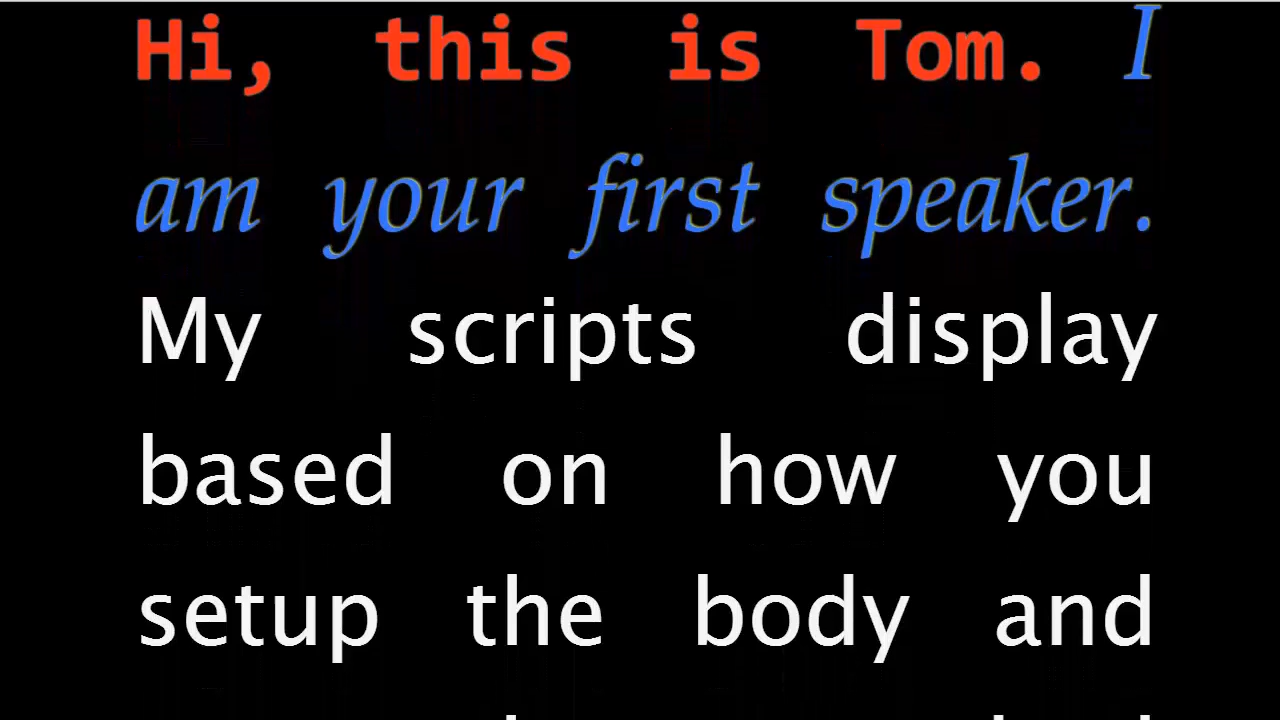 Hi, this is Tom. I
am your first speaker.
My scripts display
based on how you
setup the body and